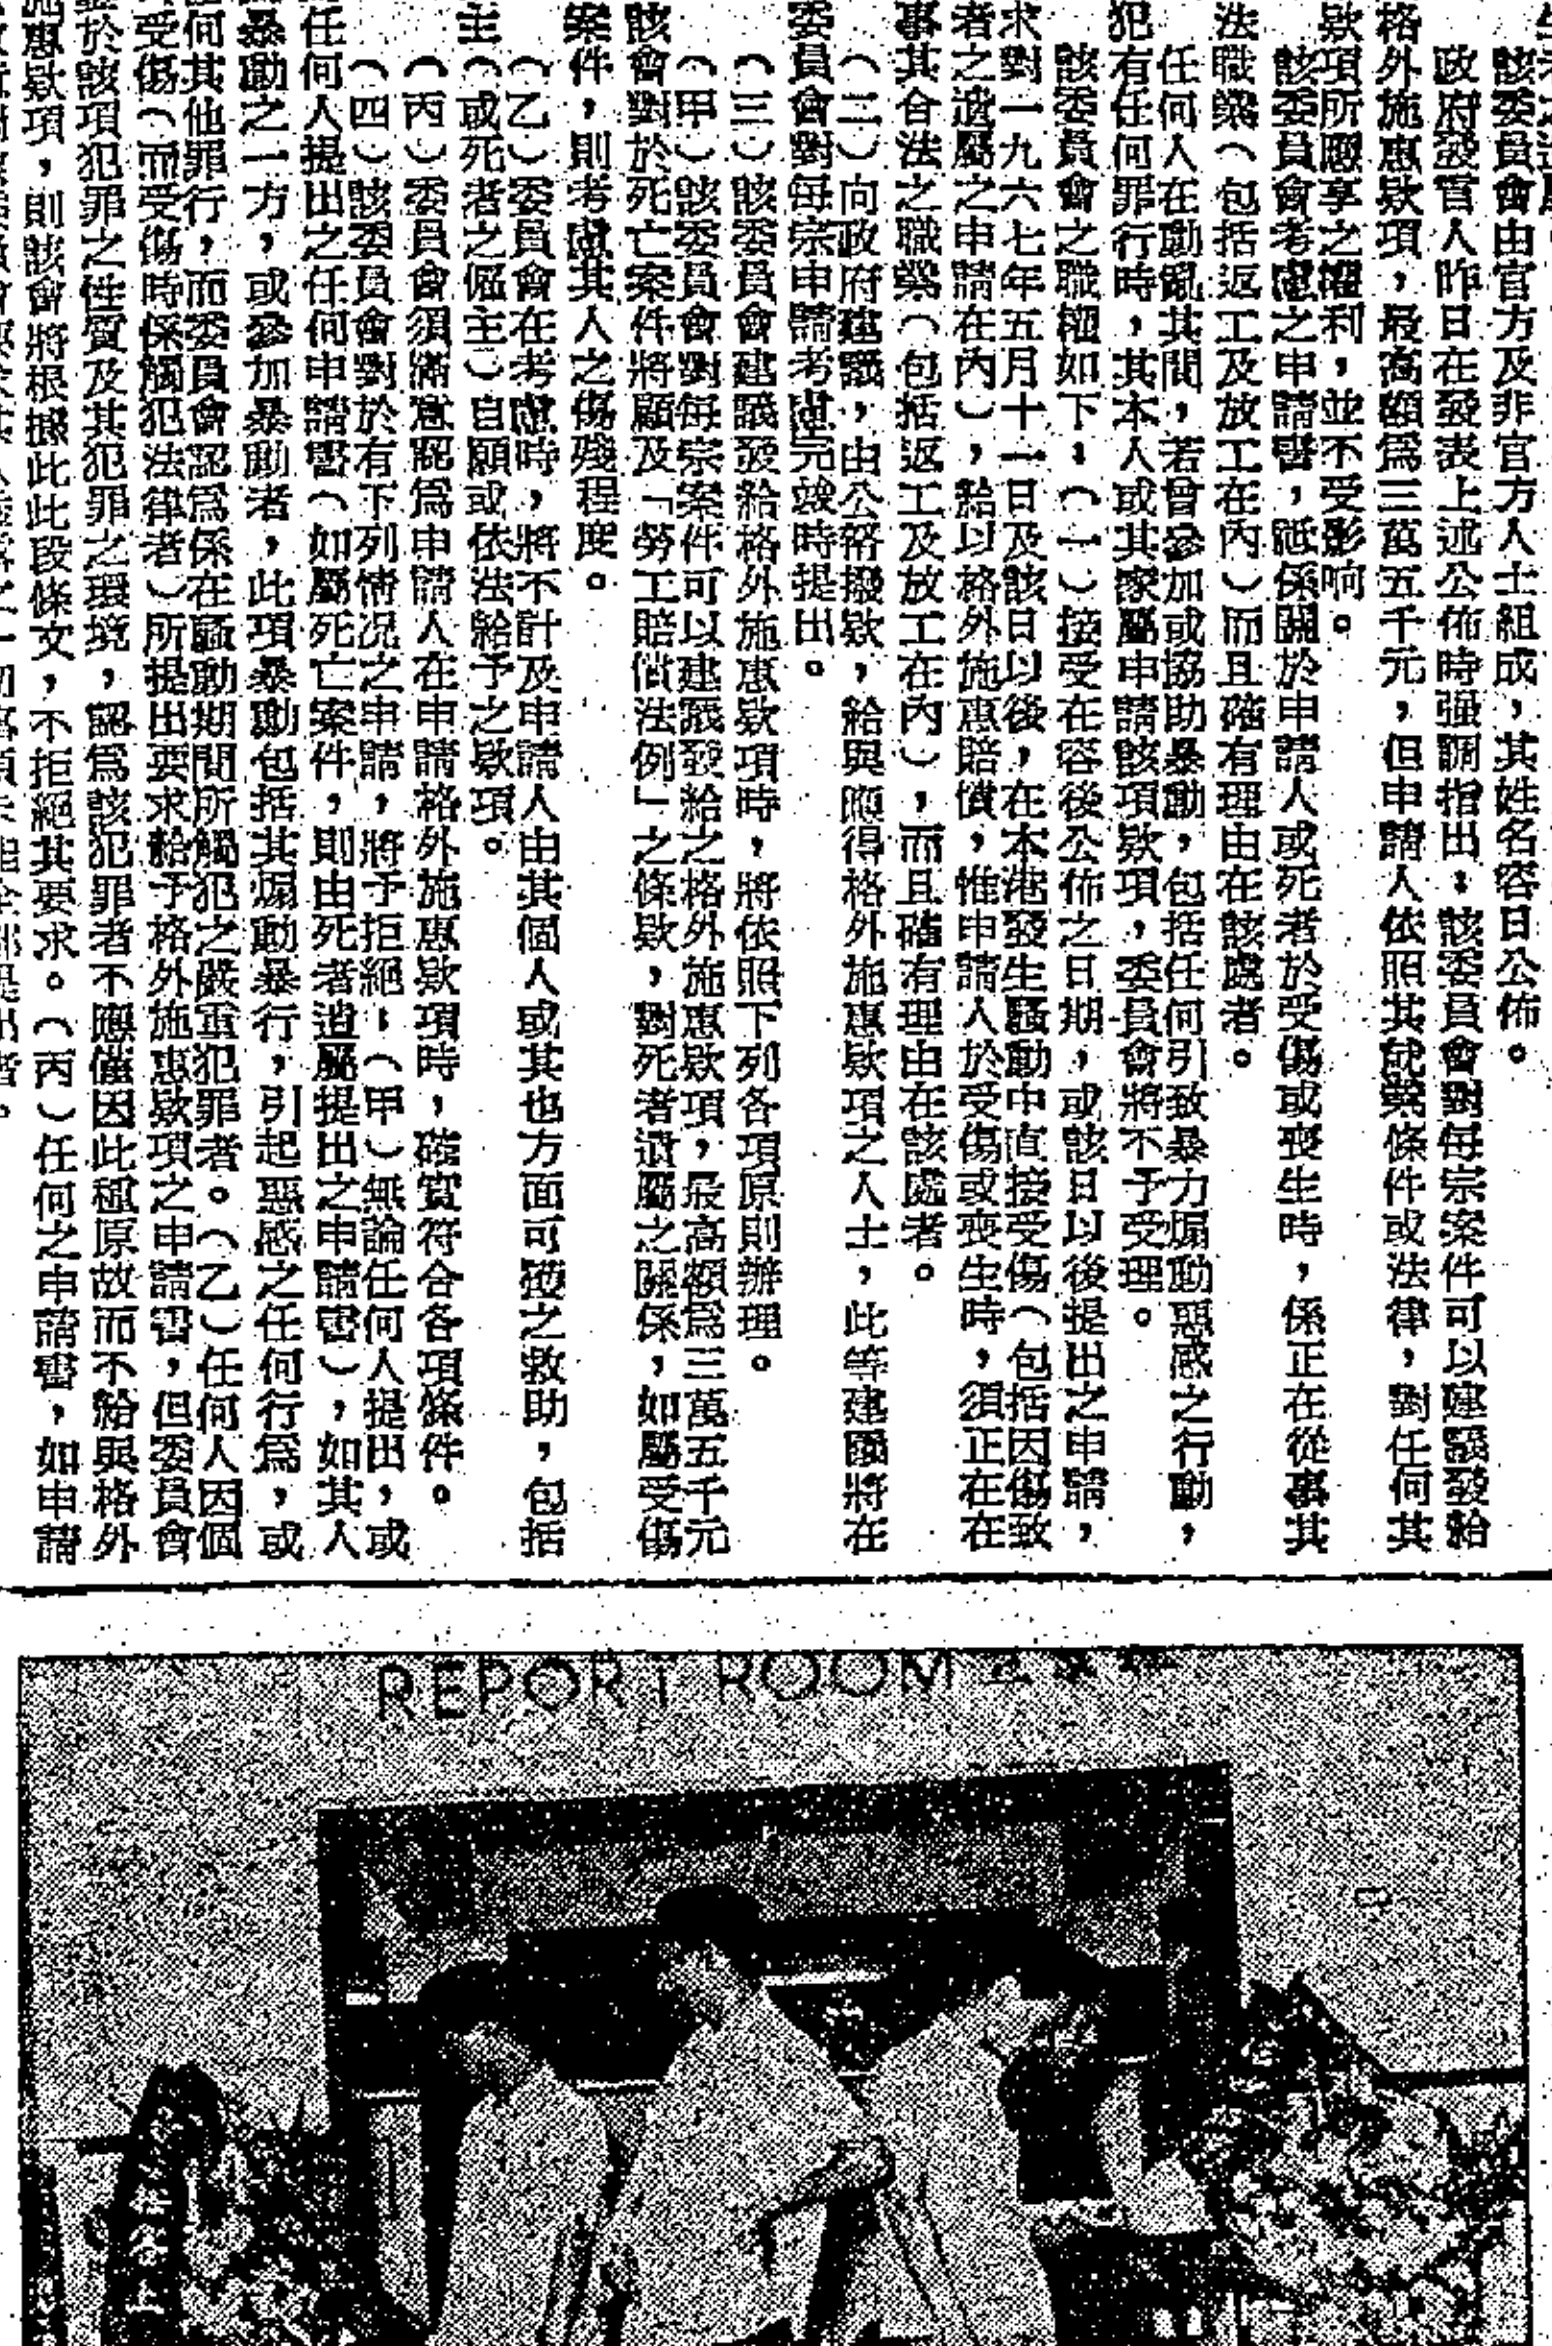 該委員會由官方及非官方人士組成，其姓名容日公佈。
政府發言人昨日在發表上述公佈時强調指出：該委員會對每宗案件可以建議發給
格外施惠欵項，最高額爲三萬五千元，但申請人依照其就業條件或法律，對任何其
欵項所應享之權利，並不受影响。
該委員會考慮之申請書，祇係關於申請人或死者於受傷或喪生時，係正在從事其
法職業（包括返工及放工在內）而且確有理由在該處者。
任何人在動亂其間，若曾參加或協助暴動，包括任何引致暴力煽動惡感之行動，
犯有任何罪行時，其本人或其家屬申請該項欵項，委員會將不予受理。
該委員會之職權如下：（一）接受在容後公佈之日期，或該日以後提出之申請，
求對一九六七年五月十一日及該日以後，在本港發生騷動中直接受傷（包括因傷致
者之遺屬之申請在內），給以格外施惠賠償，惟申請人於受傷或喪生時，須正在在
事其合法之職業（包括返工及放工在內），而且確有理由在該處者。
（二）向政府建議，由公帑撥欵，給與應得格外施惠欵項之人士，此等建議將在
委員會對每宗申請考慮完竣時提出。
（三）該委員會建議發給格外施惠欵項時，將依照下列各項原則辦理。
（甲）該委員會對每宗案件可以建議發給之格外施惠欵項，最高額爲三萬五千元
該會對於死亡案件將顧及「勞工賠償法例」之條欵，對死者遺屬之關係，如屬受傷
案件，則考慮其人之傷殘程度。
（乙）委員會在考慮時，將不計及申請人由其個人或其也方面可獲之救助，包括
主（或死者之僱主）自願或依法給予之欵項。
（丙）委員會須滿意認爲申請人在申請格外施惠欵項時，確實符合各項條件。
（四）該委員會對於有下列情况之申請，將予拒絕：（甲）無論任何人提出，或
任何人提出之任何申請書（如屬死亡案件，則由死者遺屬提出之申請書），如其人
暴動之一方，或參加暴動者，此項暴動包括其煽動暴行，引起惡感之任何行爲，或
何其他罪行，而委員會認爲係在騷動期間所觸犯之嚴重犯罪者。（乙）任何人因個
受傷（而受傷時係觸犯法律者）所提出要求給予格外施惠欵項之申請書，但委員會
於該項犯罪之性質及其犯罪之環境，認爲該犯罪者不應僅因此種原故而不給與格外
施惠欵項，則該會將根據此此段條文，不拒絕其要求。（丙）任何之申請書，如申請
REPORT ROOM